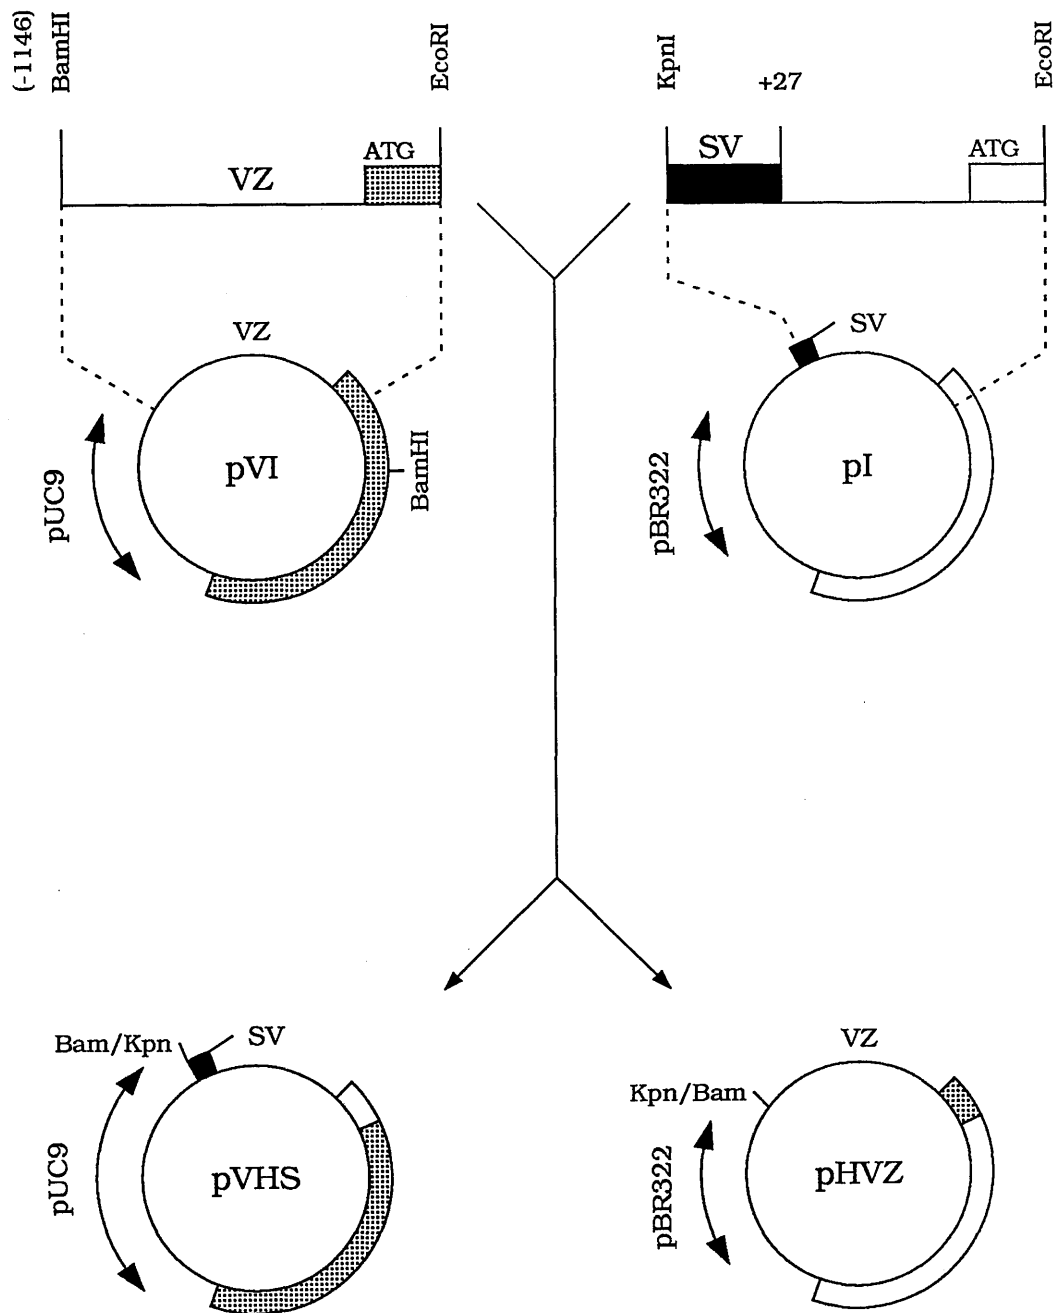 (-1146)
BamHI
EcoRI
KpnI
+27
EcoRI
VZ
ATG
SV
ATG
VZ
SV
pUC9
pVI
BamHI
pBR322
pI
Bam/Kpn
SV
pUC9
pVHS
VZ
Kpn/Bam
pBR322
pHVZ